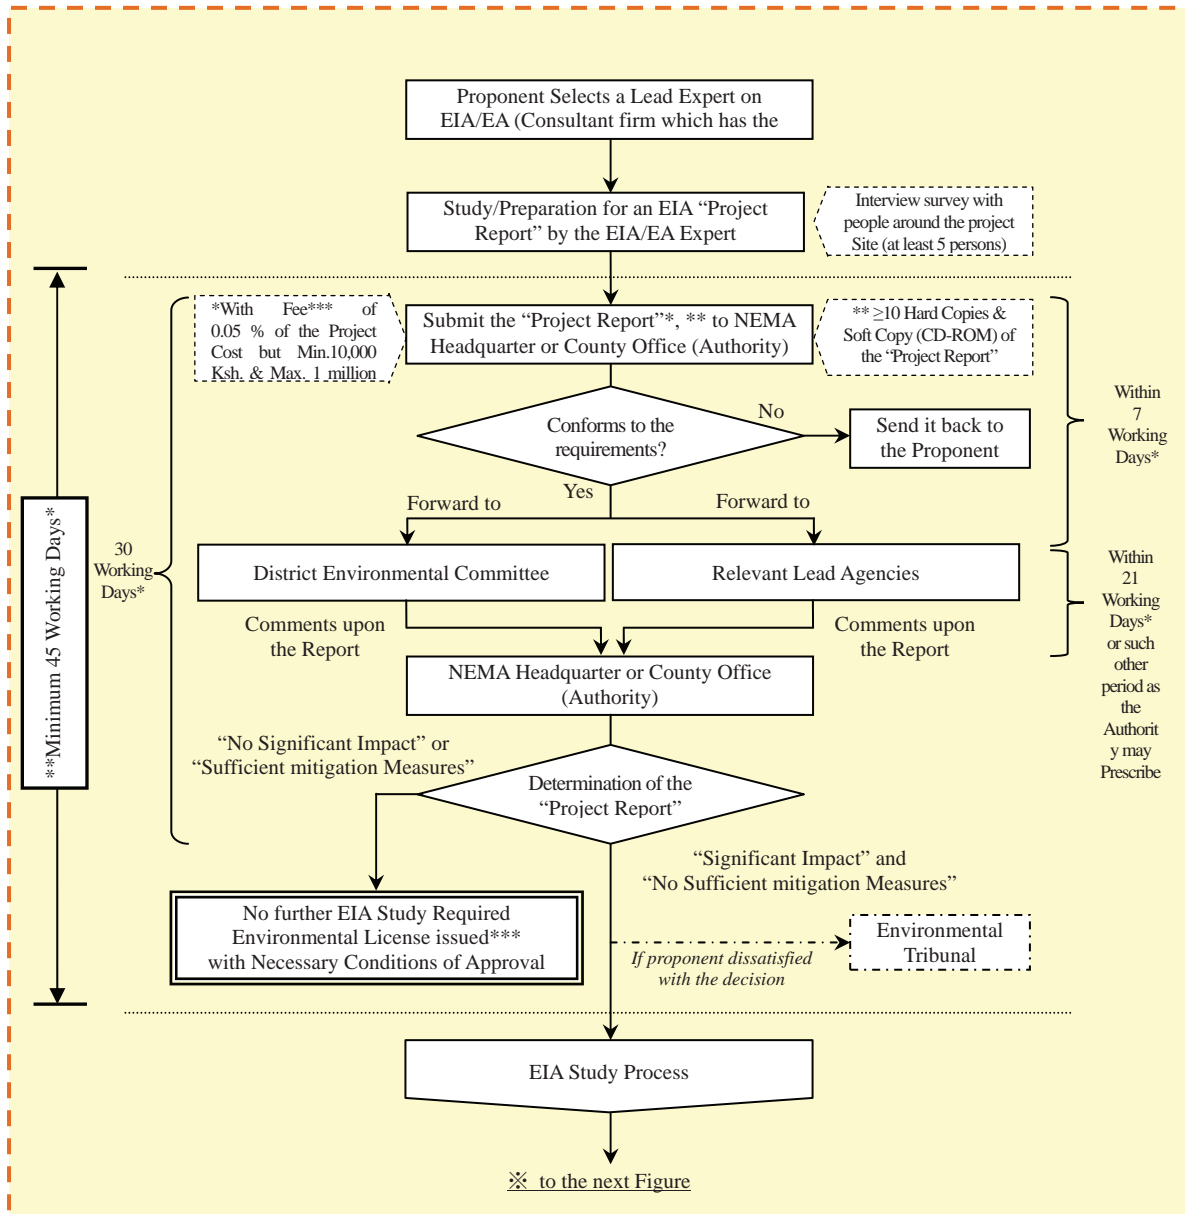 Proponent Selects a Lead Expert on
EIA/EA (Consultant firm which has the
Study/Preparation for an EIA “Project
Report” by the EIA/EA Expert
Interview survey with
people around the project
Site (at least 5 persons)
*With Fee*** of
0.05 % of the Project
Cost but Min.10,000
Ksh. & Max. 1 million
Submit the “Project Report”*, ** to NEMA
Headquarter or County Office (Authority)
** ≥10 Hard Copies &
Soft Copy (CD-ROM) of
the “Project Report”
Within
7
Working
Days*
Conforms to the
requirements?
No
Send it back to
the Proponent
Yes
Forward to
Forward to
**Minimum 45 Working Days*
30
Working
Days*
District Environmental Committee
Relevant Lead Agencies
Within
21
Working
Days*
or such
other
period as
the
Authorit
y may
Prescribe
Comments upon
the Report
Comments upon
the Report
NEMA Headquarter or County Office
(Authority)
“No Significant Impact” or
“Sufficient mitigation Measures”
Determination of the
“Project Report”
“Significant Impact” and
“No Sufficient mitigation Measures”
No further EIA Study Required
Environmental License issued***
with Necessary Conditions of Approval
Environmental
Tribunal
If proponent dissatisfied
with the decision
EIA Study Process
※ to the next Figure